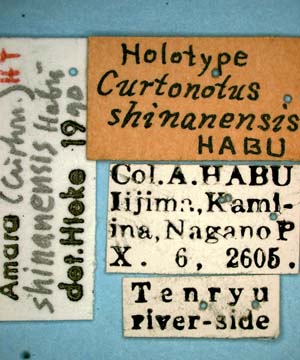 Holotype
Curtonotus
shinanensis
HABU
Col. A. HABU
Iijima, Kami-
ina, Nagano P
X. 6, 2605.
Tenryu
river-side
HT
Amara (Curton.)
shinanensis Habu
det. Hieke 1990